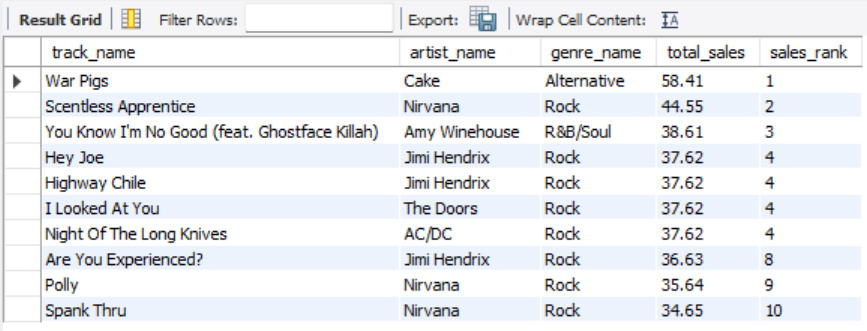 Result Grid Filter Rows: Export: Wrap Cell Content: IA
track_name artist_name genre_name total_sales sales_rank
War Pigs Cake Alternative 58.41 1
Scentless Apprentice Nirvana Rock 44.55 2
You Know I'm No Good (feat. Ghostface Killah) Amy Winehouse R&B/Soul 38.61 3
Hey Joe Jimi Hendrix Rock 37.62 4
Highway Chile Jimi Hendrix Rock 37.62 4
I Looked At You The Doors Rock 37.62 4
Night Of The Long Knives AC/DC Rock 37.62 4
Are You Experienced? Jimi Hendrix Rock 36.63 8
Polly Nirvana Rock 35.64 9
Spank Thru Nirvana Rock 34.65 10